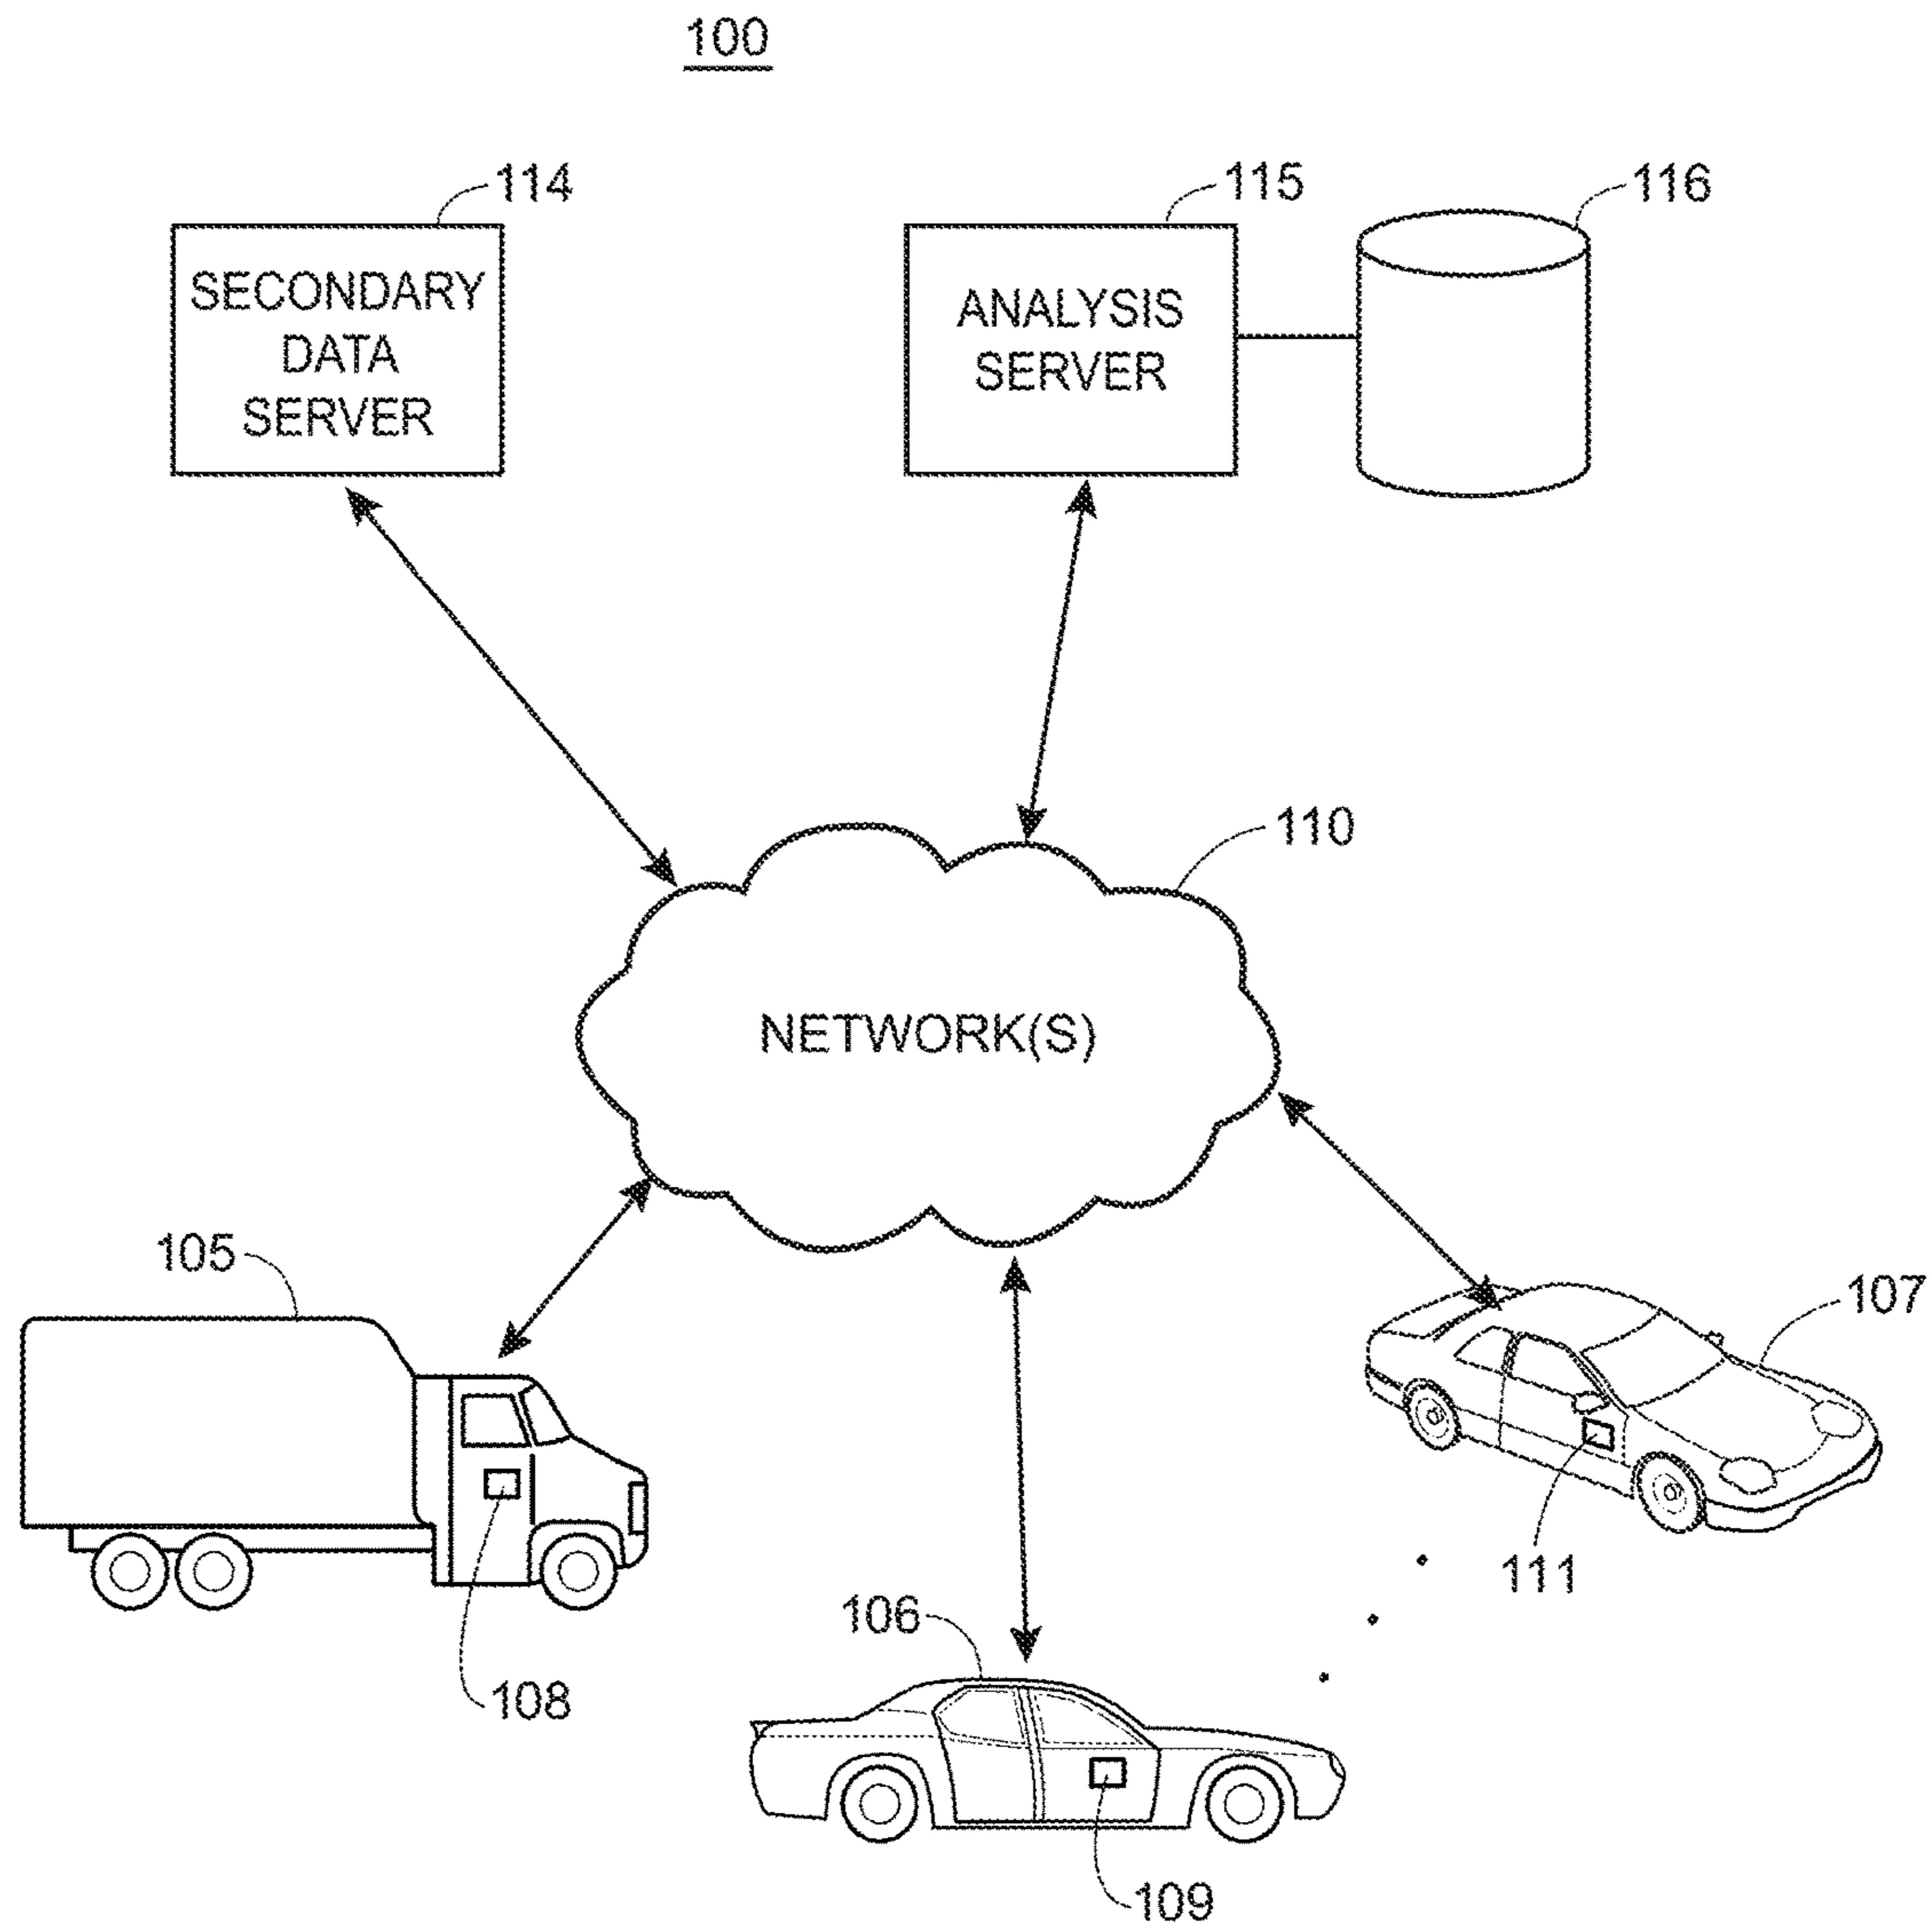 100
114
115
116
SECONDARY
DATA
SERVER
ANALYSIS
SERVER
110
NETWORK(S)
105
107
108
111
106
109